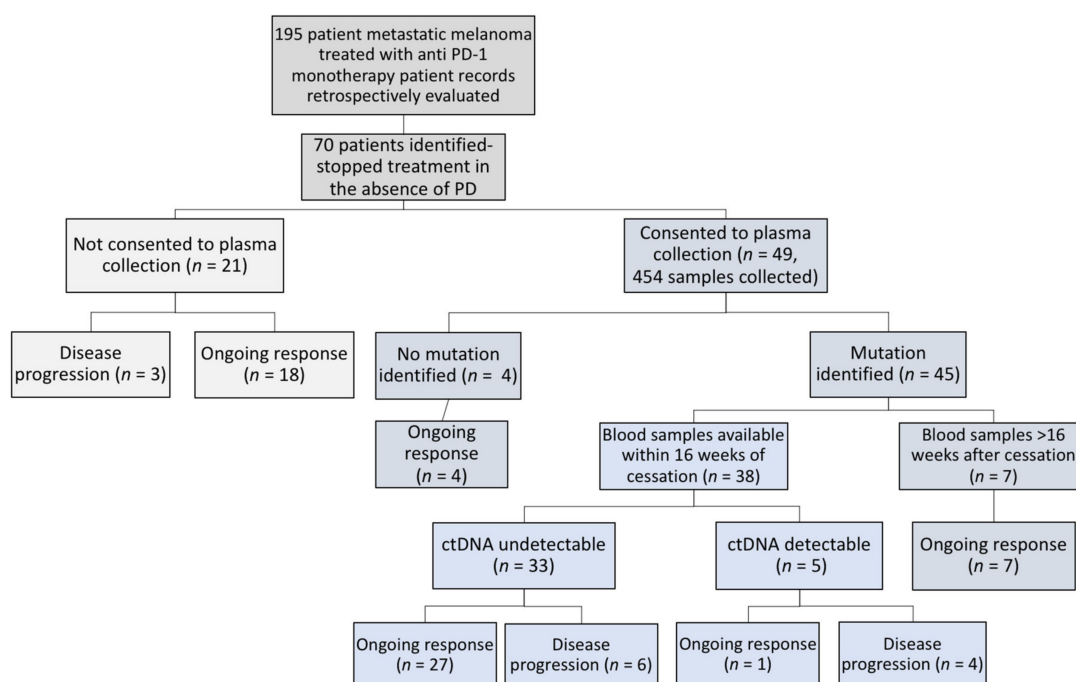 195 patient metastatic melanoma
treated with anti PD-1
monotherapy patient records
retrospectively evaluated
70 patients identified-
stopped treatment in
the absence of PD
Not consented to plasma
collection (n = 21)
Consented to plasma
collection (n = 49,
454 samples collected)
Disease
progression (n = 3)
Ongoing response
(n = 18)
No mutation
identified (n = 4)
Mutation
identified (n = 45)
Ongoing
response
(n = 4)
Blood samples available
within 16 weeks of
cessation (n = 38)
Blood samples >16
weeks after cessation
(n = 7)
ctDNA undetectable
(n = 33)
ctDNA detectable
(n = 5)
Ongoing response
(n = 7)
Ongoing response
(n = 27)
Disease
progression (n = 6)
Ongoing response
(n = 1)
Disease
progression (n = 4)